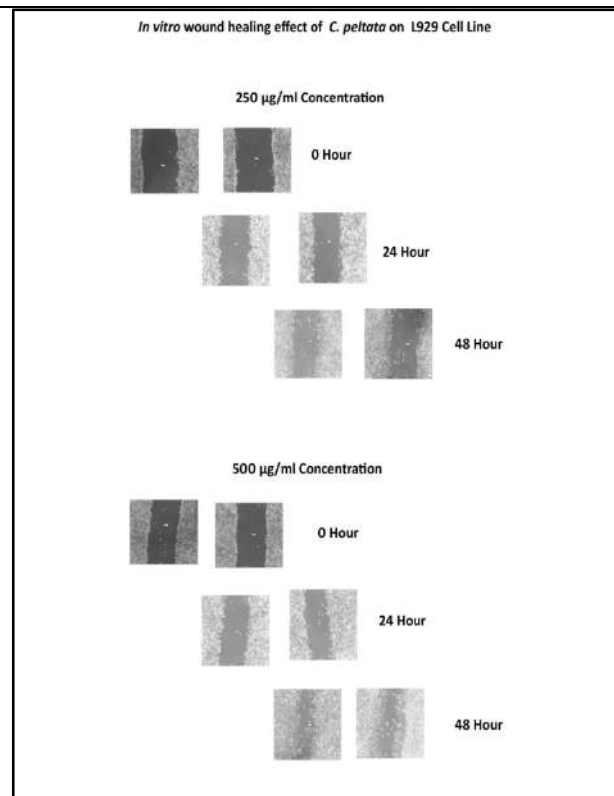 In vitro wound healing effect of C. peltata on L929 Cell Line
250 µg/ml Concentration
0 Hour
24 Hour
48 Hour
500 µg/ml Concentration
0 Hour
24 Hour
48 Hour